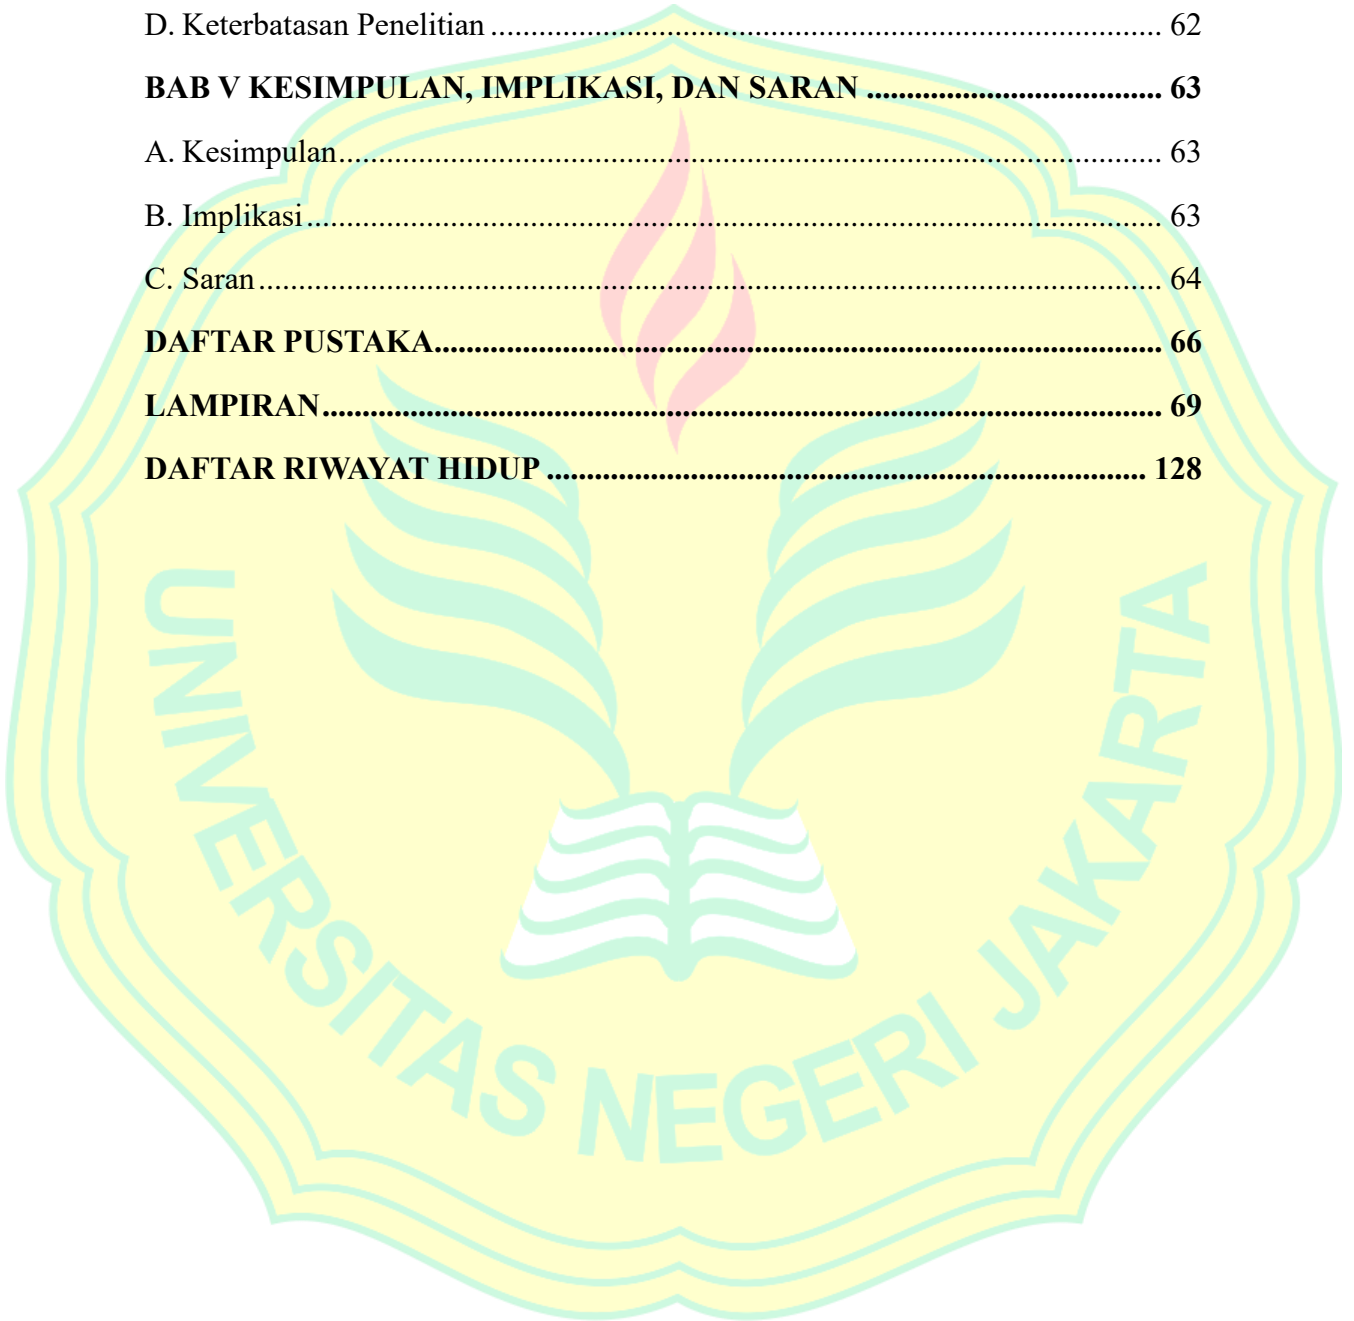 D. Keterbatasan Penelitian ........................................................................................ 62
BAB V KESIMPULAN, IMPLIKASI, DAN SARAN .................................... 63
A. Kesimpulan........................................................................................................ 63
B. Implikasi............................................................................................................ 63
C. Saran .................................................................................................................. 64
DAFTAR PUSTAKA........................................................................................... 66
LAMPIRAN......................................................................................................... 69
DAFTAR RIWAYAT HIDUP .......................................................................... 128
UNIVERSITAS NEGERI JAKARTA